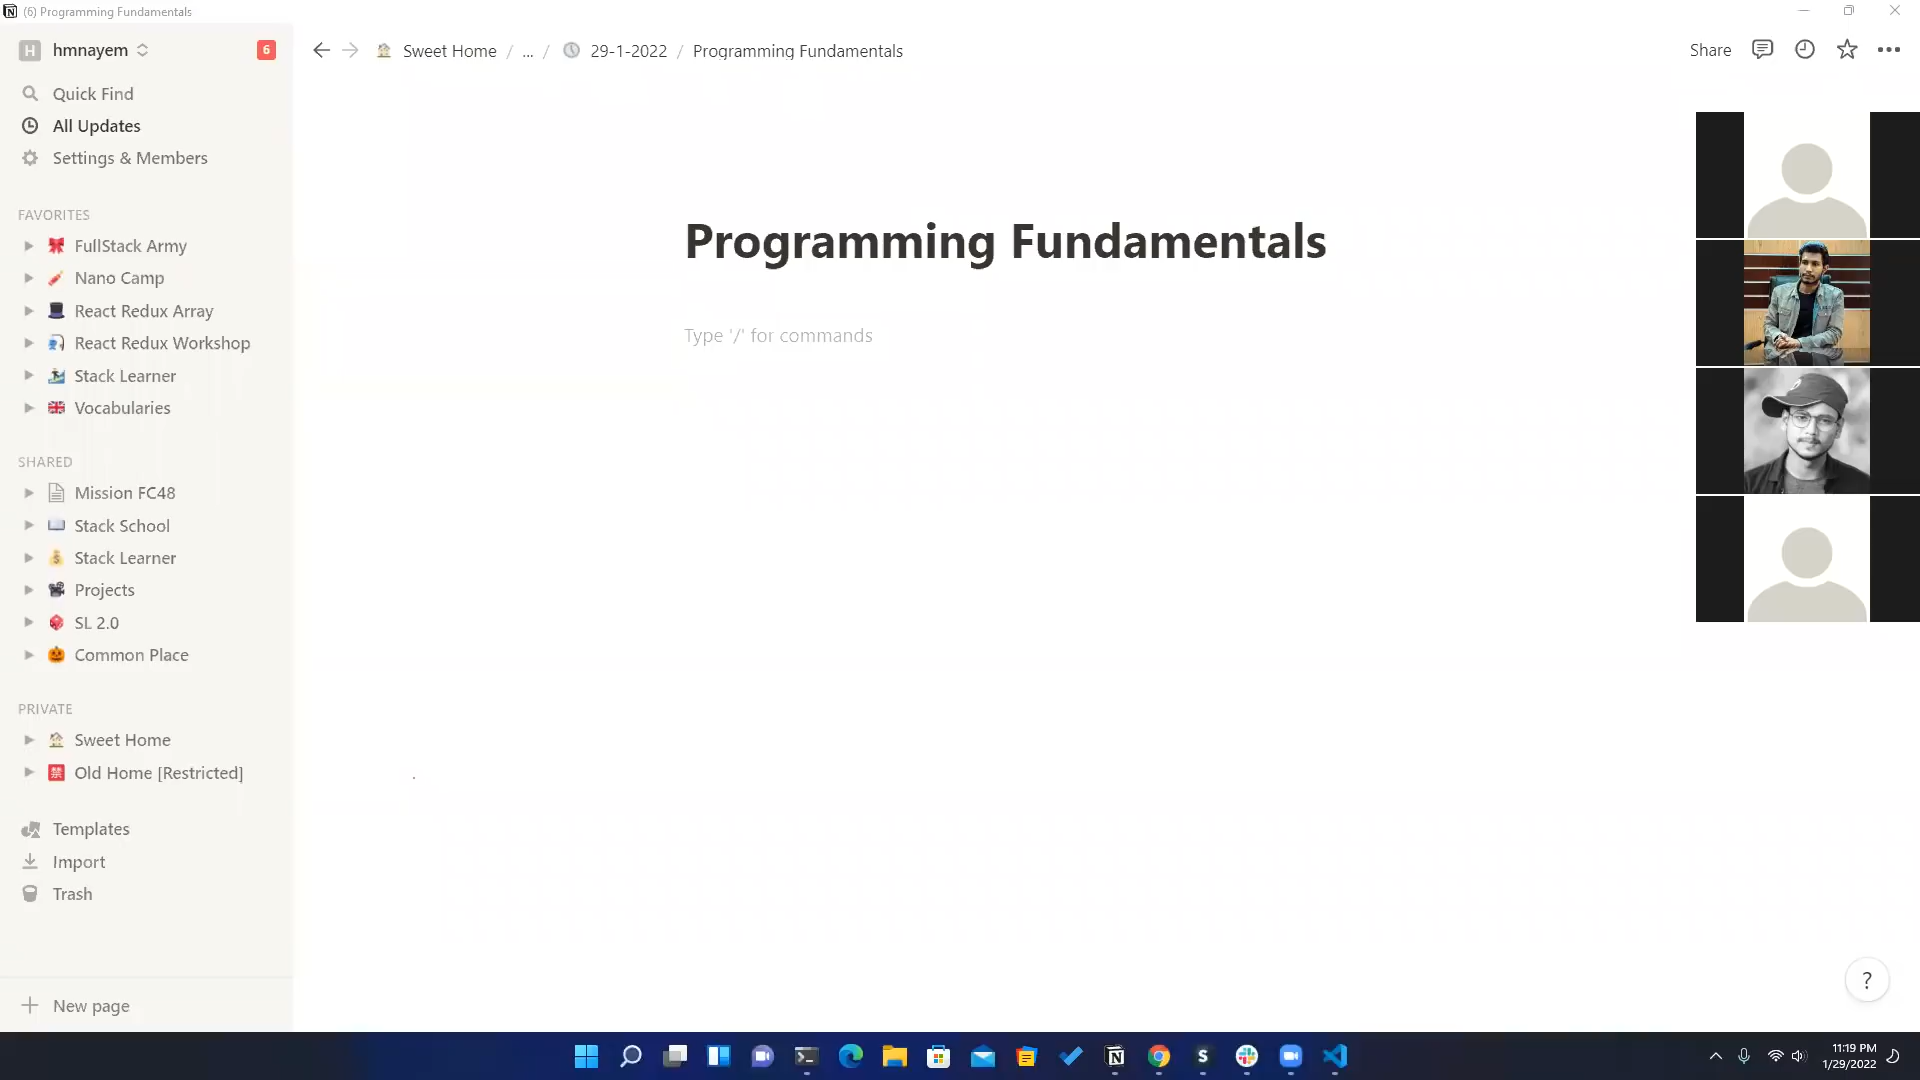 (6) Programming Fundamentals
H hmnayem 6
Sweet Home / ... / 29-1-2022 / Programming Fundamentals
Share
Quick Find
All Updates
Settings & Members
FAVORITES
FullStack Army
Nano Camp
React Redux Array
React Redux Workshop
Stack Learner
Vocabularies
SHARED
Mission FC48
Stack School
Stack Learner
Projects
SL 2.0
Common Place
PRIVATE
Sweet Home
Old Home [Restricted]
Templates
Import
Trash
New page
Programming Fundamentals
Type '/' for commands
?
11:19 PM
1/29/2022